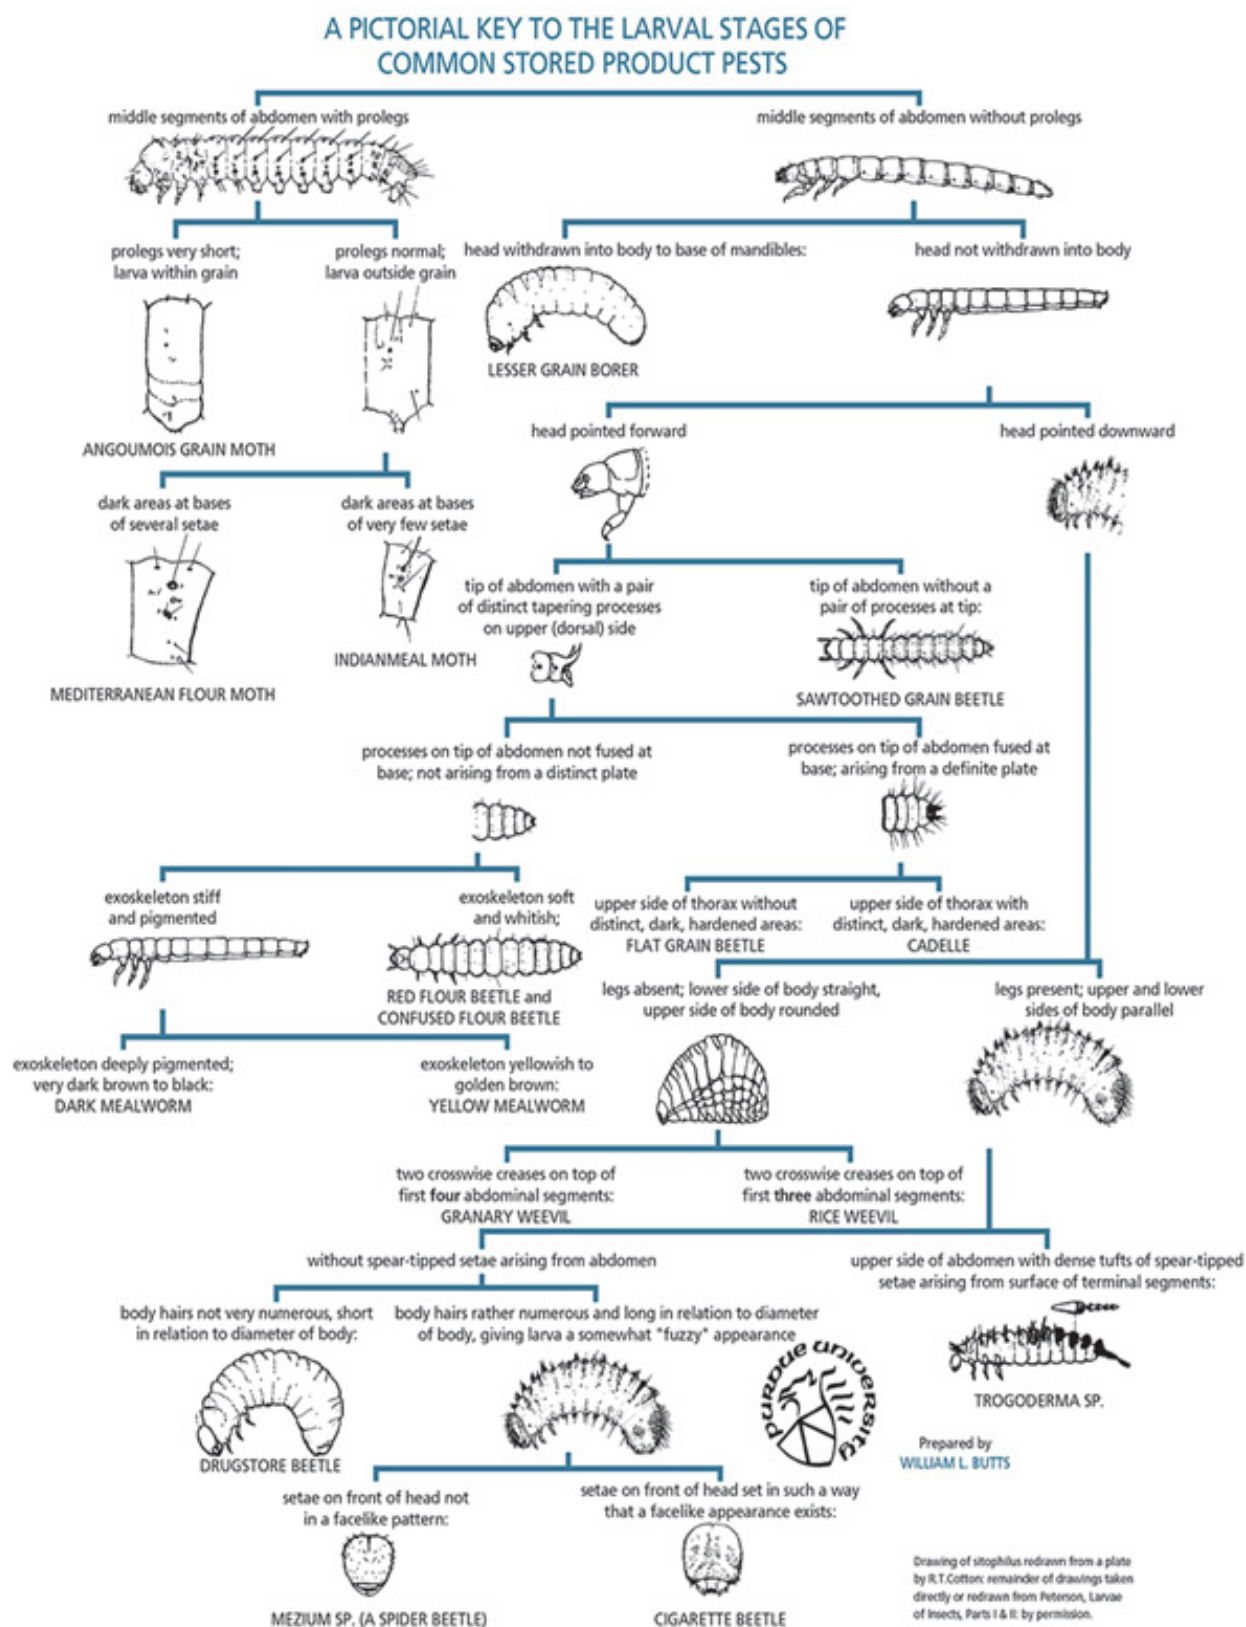 A PICTORIAL KEY TO THE LARVAL STAGES OF
COMMON STORED PRODUCT PESTS
middle segments of abdomen with prolegs
middle segments of abdomen without prolegs
prolegs very short;
larva within grain
prolegs normal;
larva outside grain
head withdrawn into body to base of mandibles:
head not withdrawn into body
LESSER GRAIN BORER
ANGOUMOIS GRAIN MOTH
head pointed forward
head pointed downward
dark areas at bases
of several setae
dark areas at bases
of very few setae
MEDITERRANEAN FLOUR MOTH
INDIANMEAL MOTH
tip of abdomen with a pair
of distinct tapering processes
on upper (dorsal) side
tip of abdomen without a
pair of processes at tip:
SAWTOOTHED GRAIN BEETLE
processes on tip of abdomen not fused at
base; not arising from a distinct plate
processes on tip of abdomen fused at
base; arising from a definite plate
exoskeleton stiff
and pigmented
exoskeleton soft
and whitish;
RED FLOUR BEETLE and
CONFUSED FLOUR BEETLE
upper side of thorax without
distinct, dark, hardened areas:
FLAT GRAIN BEETLE
upper side of thorax with
distinct, dark, hardened areas:
CADELLE
exoskeleton deeply pigmented;
very dark brown to black:
DARK MEALWORM
exoskeleton yellowish to
golden brown:
YELLOW MEALWORM
legs absent; lower side of body straight,
upper side of body rounded
legs present; upper and lower
sides of body parallel
two crosswise creases on top of
first four abdominal segments:
GRANARY WEEVIL
two crosswise creases on top of
first three abdominal segments:
RICE WEEVIL
without spear-tipped setae arising from abdomen
upper side of abdomen with dense tufts of spear-tipped
setae arising from surface of terminal segments:
TROGODERMA SP.
body hairs not very numerous, short
in relation to diameter of body:
DRUGSTORE BEETLE
body hairs rather numerous and long in relation to diameter
of body, giving larva a somewhat "fuzzy" appearance
PURDUE UNIVERSITY
Prepared by
WILLIAM L. BUTTS
setae on front of head not
in a facelike pattern:
MEZIUM SP. (A SPIDER BEETLE)
setae on front of head set in such a way
that a facelike appearance exists:
CIGARETTE BEETLE
Drawing of sitophilus redrawn from a plate
by R.T.Cotton: remainder of drawings taken
directly or redrawn from Peterson, Larvae
of Insects, Parts I & II: by permission.